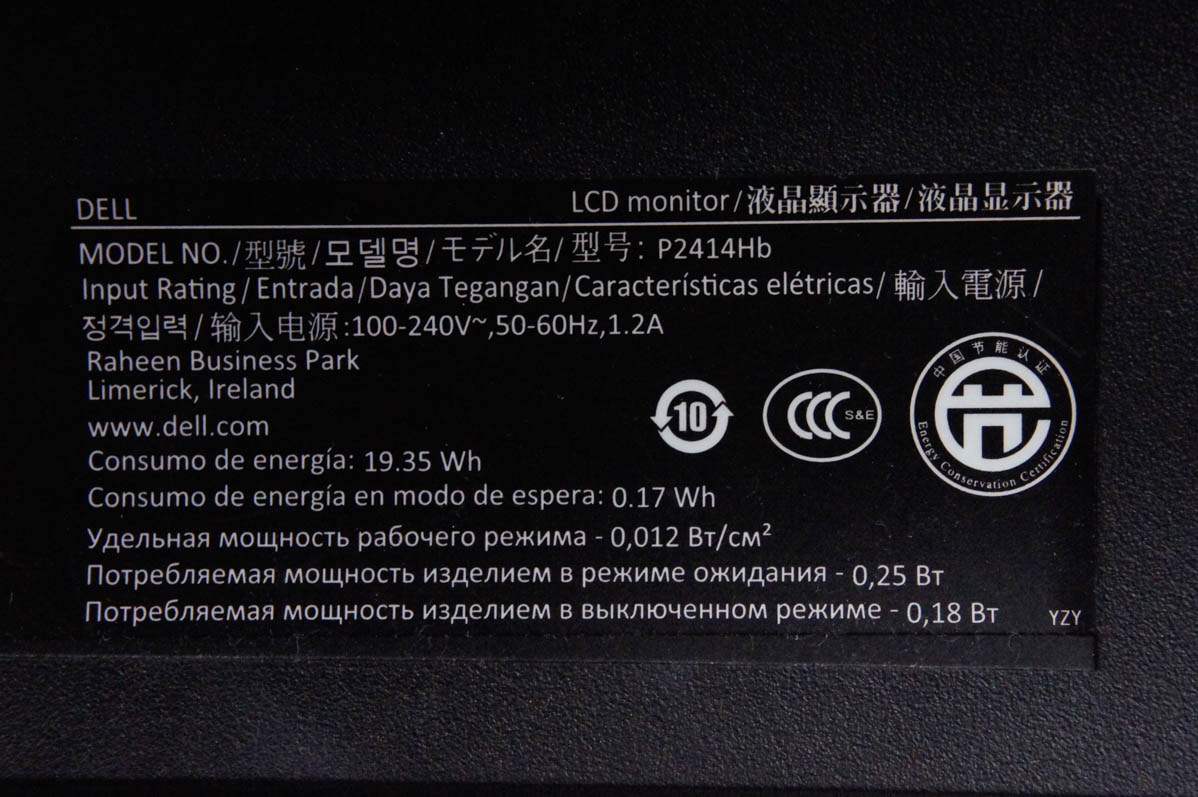 DELL LCD monitor/液晶顯示器/液晶显示器
MODEL NO./型號/모델명/モデル名/型号: P2414Hb
Input Rating/Entrada/Daya Tegangan/Características elétricas/輸入電源/
정격입력/输入电源:100-240V~,50-60Hz,1.2A
Raheen Business Park
Limerick, Ireland
www.dell.com
Consumo de energía: 19.35 Wh
Consumo de energía en modo de espera: 0.17 Wh
Удельная мощность рабочего режима - 0,012 Вт/см²
Потребляемая мощность изделием в режиме ожидания - 0,25 Вт
Потребляемая мощность изделием в выключенном режиме - 0,18 Вт YZY
10
CCC S&E
中国节能认证
Energy Conservation Certification